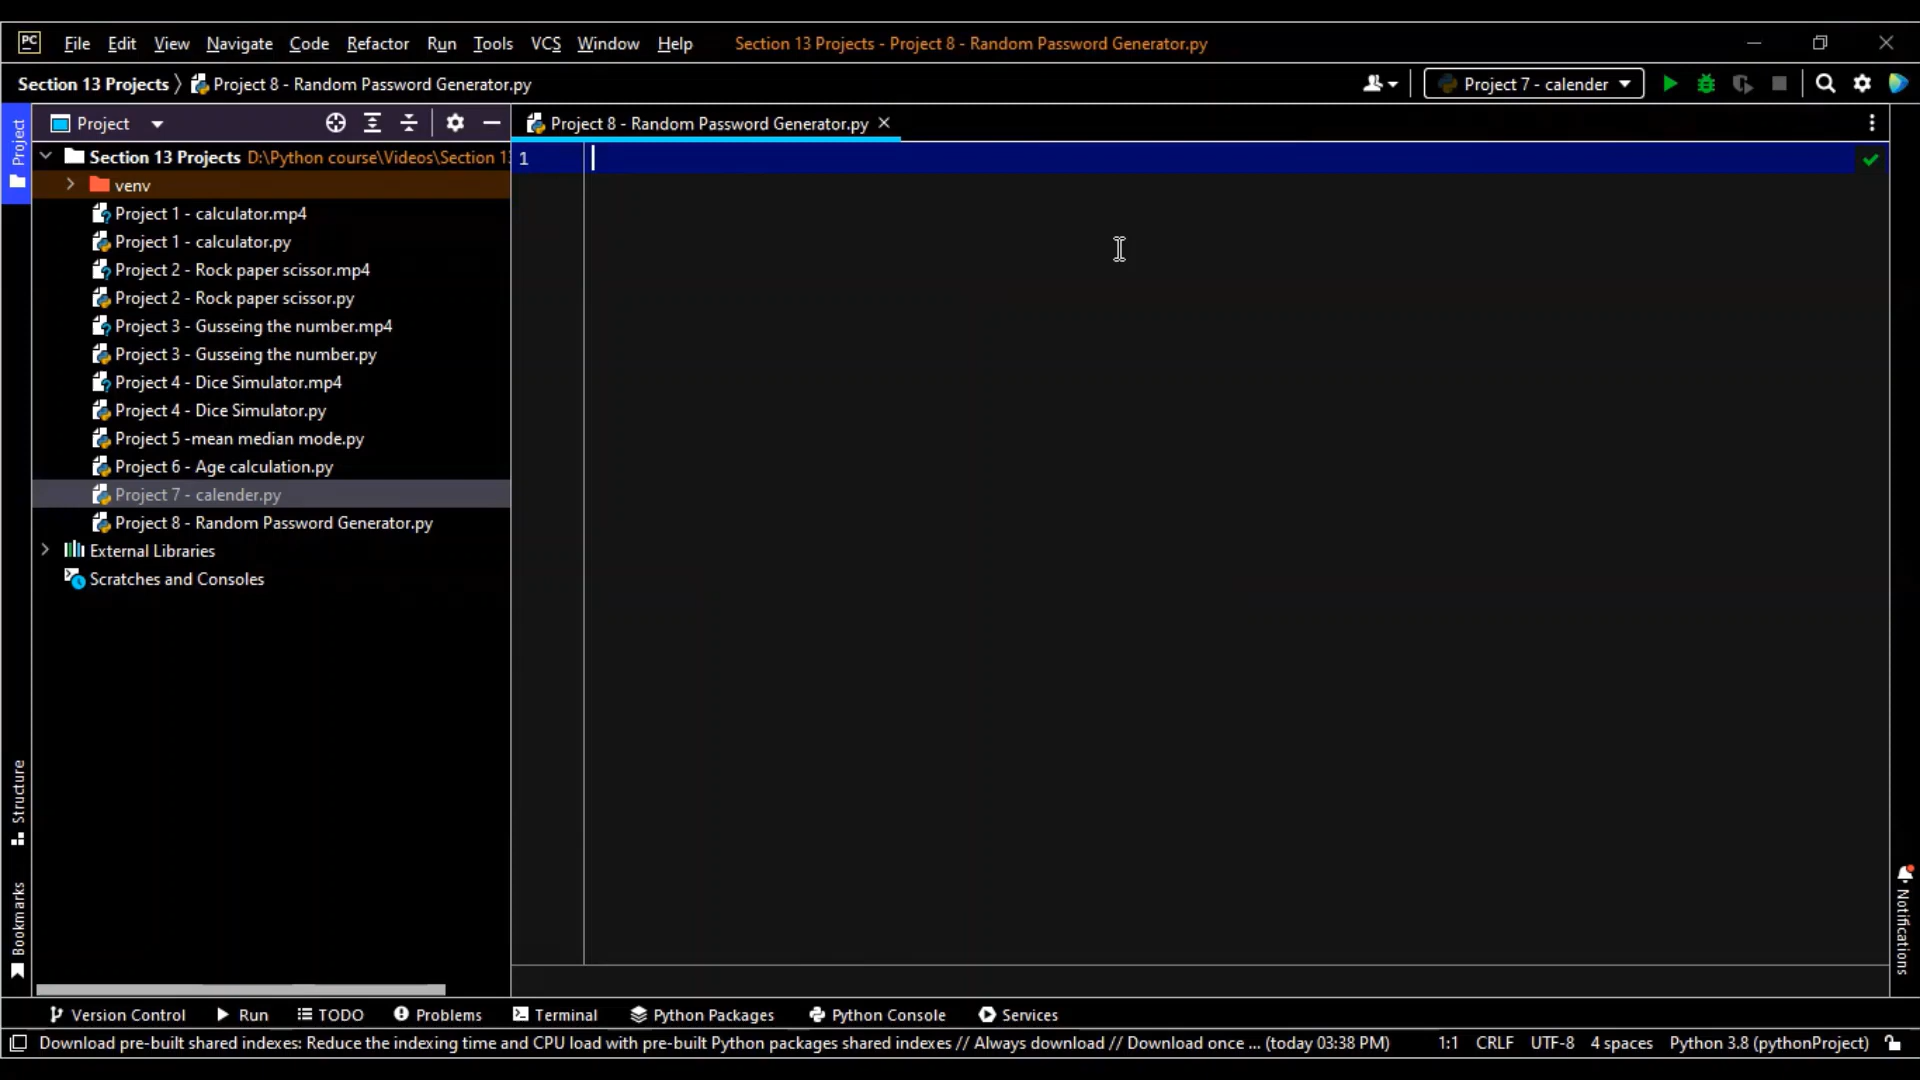 PC File Edit View Navigate Code Refactor Run Tools VCS Window Help Section 13 Projects - Project 8 - Random Password Generator.py
Section 13 Projects Project 8 - Random Password Generator.py Project 7 - calender
Project
Project
Project 8 - Random Password Generator.py
Section 13 Projects D:\Python course\Videos\Section 1
1
venv
Project 1 - calculator.mp4
Project 1 - calculator.py
Project 2 - Rock paper scissor.mp4
Project 2 - Rock paper scissor.py
Project 3 - Gusseing the number.mp4
Project 3 - Gusseing the number.py
Project 4 - Dice Simulator.mp4
Project 4 - Dice Simulator.py
Project 5 -mean median mode.py
Project 6 - Age calculation.py
Project 7 - calender.py
Project 8 - Random Password Generator.py
External Libraries
Scratches and Consoles
Structure
Bookmarks
Notifications
Version Control Run TODO Problems Terminal Python Packages Python Console Services
Download pre-built shared indexes: Reduce the indexing time and CPU load with pre-built Python packages shared indexes // Always download // Download once ... (today 03:38 PM) 1:1 CRLF UTF-8 4 spaces Python 3.8 (pythonProject)